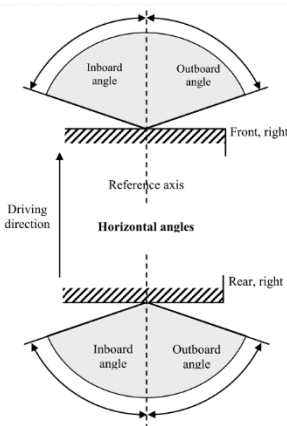 Inboard
angle
Outboard
angle
Front, right
Reference axis
Driving
direction
Horizontal angles
Rear, right
Inboard
angle
Outboard
angle